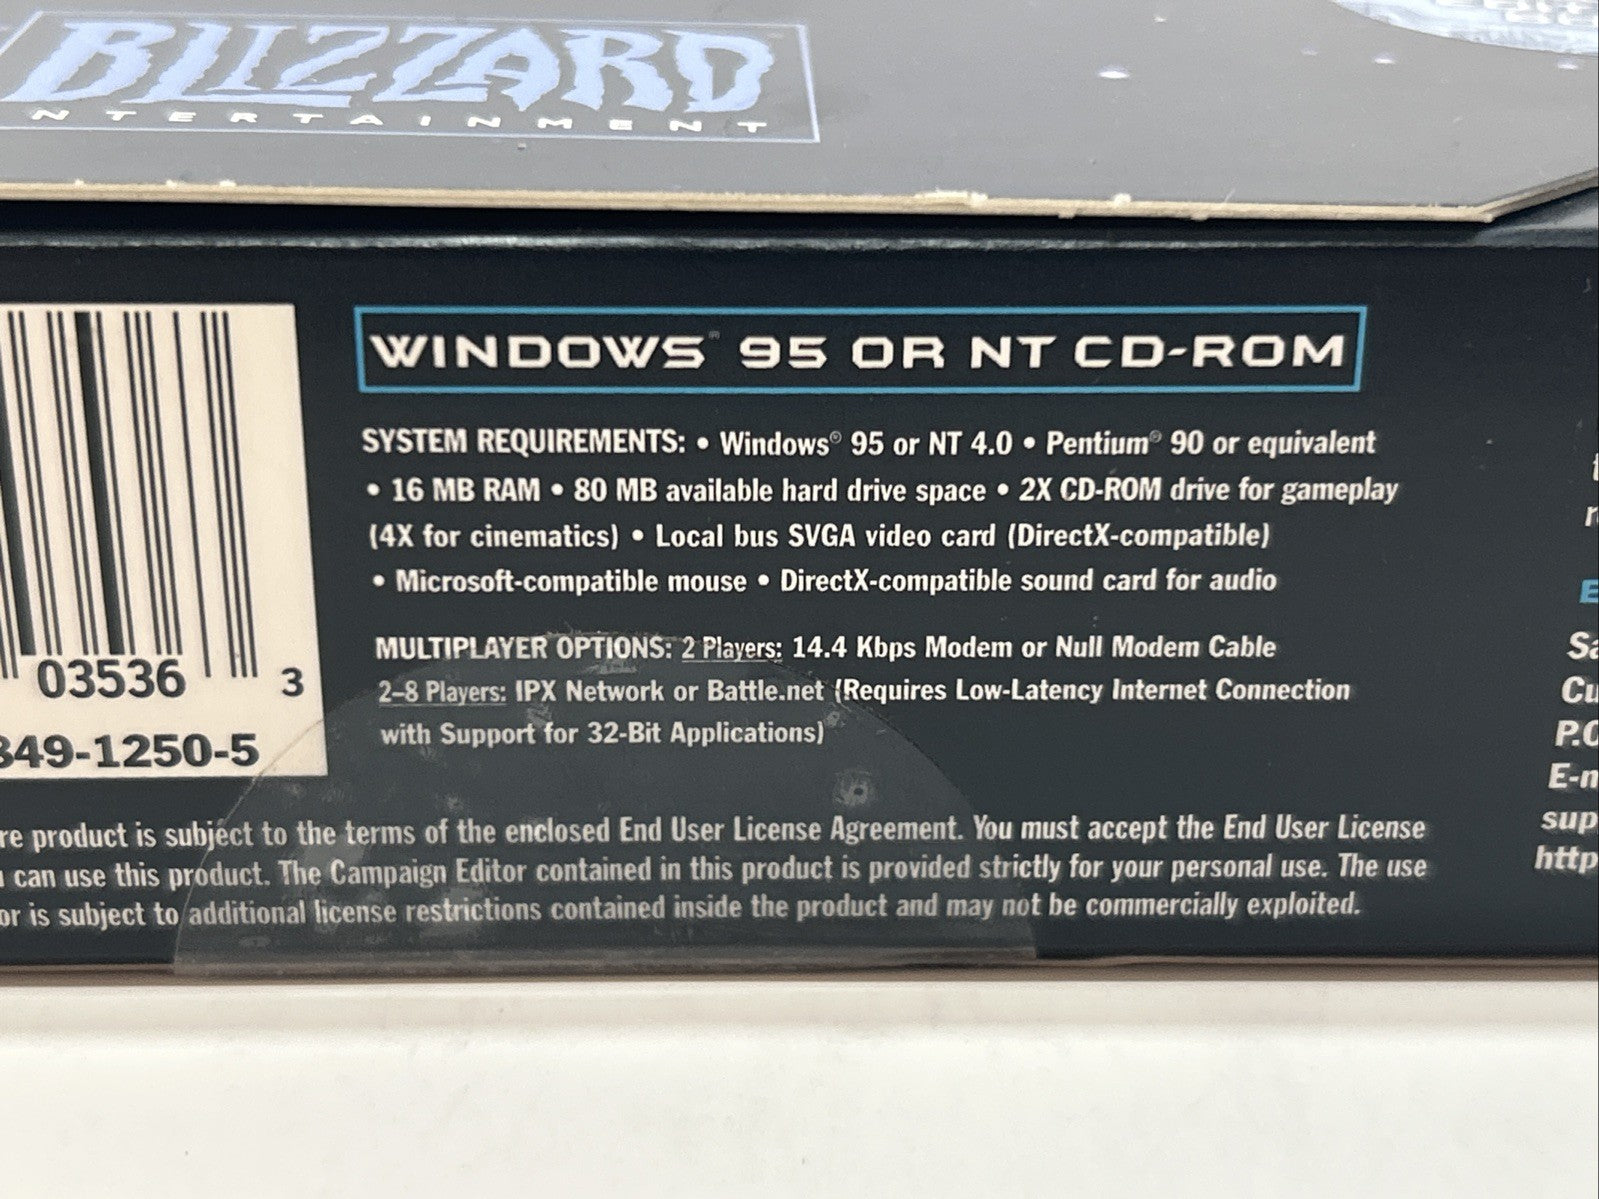 BLIZZARD
NTERTAINMENT
WINDOWS™ 95 OR NT CD-ROM
SYSTEM REQUIREMENTS: • Windows® 95 or NT 4.0 • Pentium® 90 or equivalent
• 16 MB RAM • 80 MB available hard drive space • 2X CD-ROM drive for gameplay
(4X for cinematics) • Local bus SVGA video card (DirectX-compatible)
• Microsoft-compatible mouse • DirectX-compatible sound card for audio
MULTIPLAYER OPTIONS: 2 Players: 14.4 Kbps Modem or Null Modem Cable
2–8 Players: IPX Network or Battle.net (Requires Low-Latency Internet Connection
with Support for 32-Bit Applications)
03536 3
349-1250-5
re product is subject to the terms of the enclosed End User License Agreement. You must accept the End User License
can use this product. The Campaign Editor contained in this product is provided strictly for your personal use. The use
or is subject to additional license restrictions contained inside the product and may not be commercially exploited.
Sa
Cu
P.O
E-m
sup
http